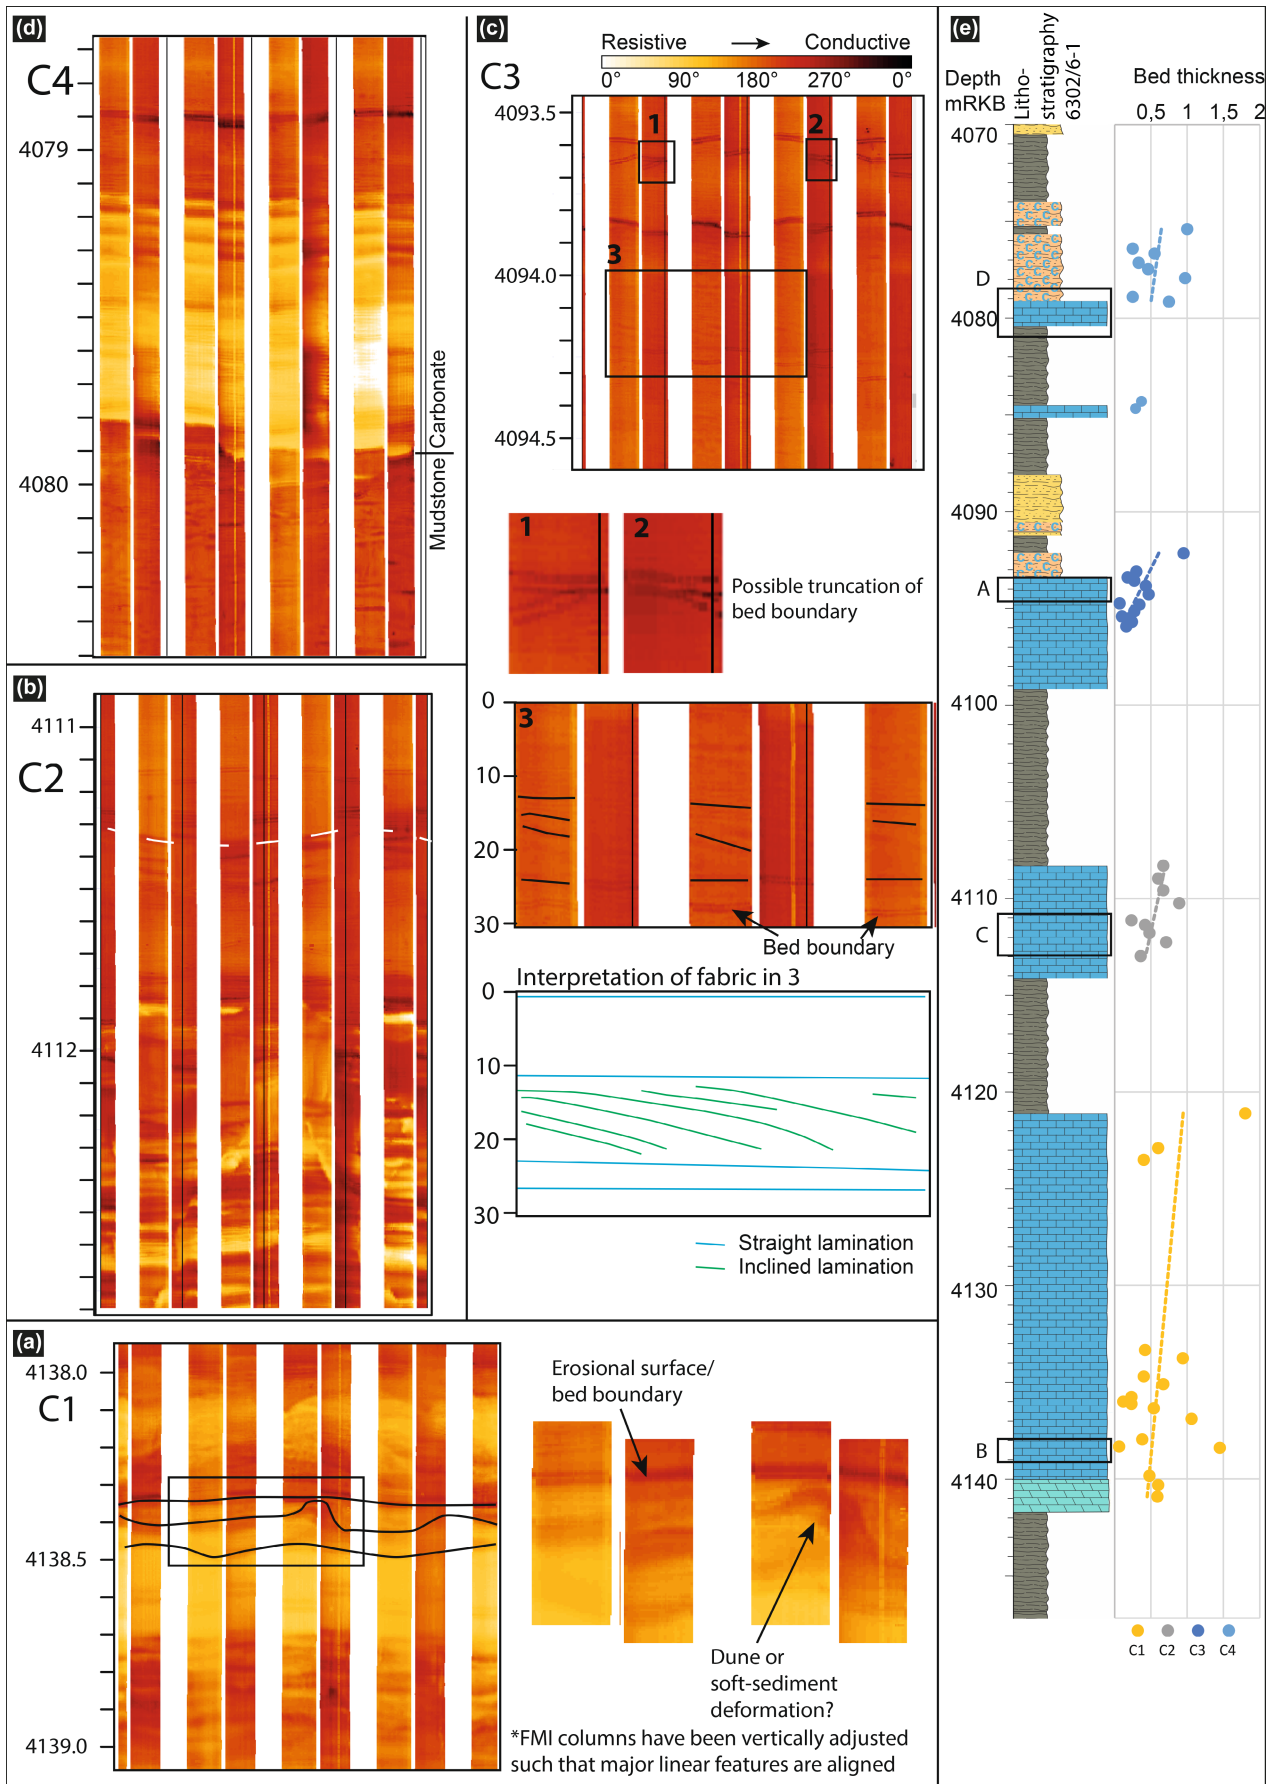 (d)
C4
4079
4080
Mudstone
Carbonate
(b)
C2
4111
4112
(a)
C1
4138.0
4138.5
4139.0
Erosional surface/
bed boundary
Dune or
soft-sediment
deformation?
*FMI columns have been vertically adjusted
such that major linear features are aligned
(c)
C3
Resistive
Conductive
0° 90° 180° 270° 0°
4093.5
4094.0
4094.5
1
2
3
1
2
Possible truncation of
bed boundary
3
0
10
20
30
Bed boundary
Interpretation of fabric in 3
0
10
20
30
Straight lamination
Inclined lamination
(e)
Depth
mRKB
Litho-
stratigraphy
6302/6-1
Bed thickness
0,5 1 1,5 2
4070
D
4080
4090
A
4100
4110
C
4120
4130
B
4140
C1 C2 C3 C4